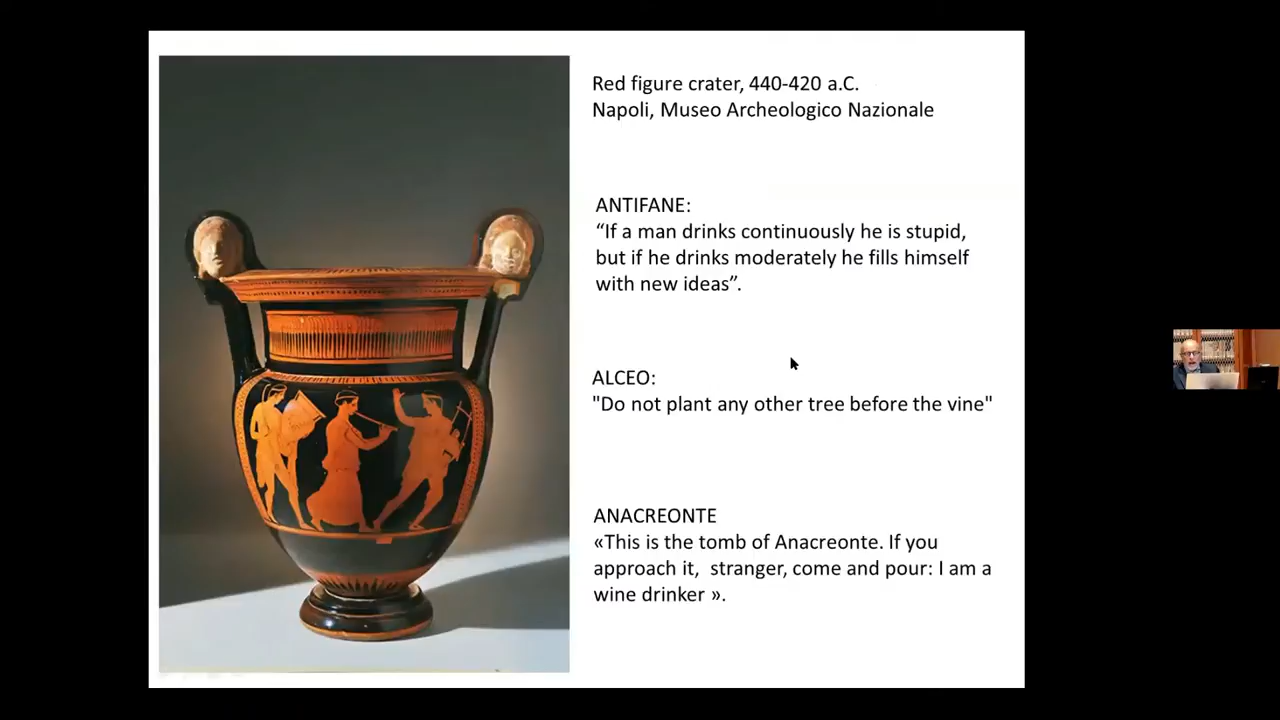 Red figure crater, 440-420 a.C.
Napoli, Museo Archeologico Nazionale
ANTIFANE:
“If a man drinks continuously he is stupid,
but if he drinks moderately he fills himself
with new ideas”.
ALCEO:
"Do not plant any other tree before the vine"
ANACREONTE
«This is the tomb of Anacreonte. If you
approach it, stranger, come and pour: I am a
wine drinker ».